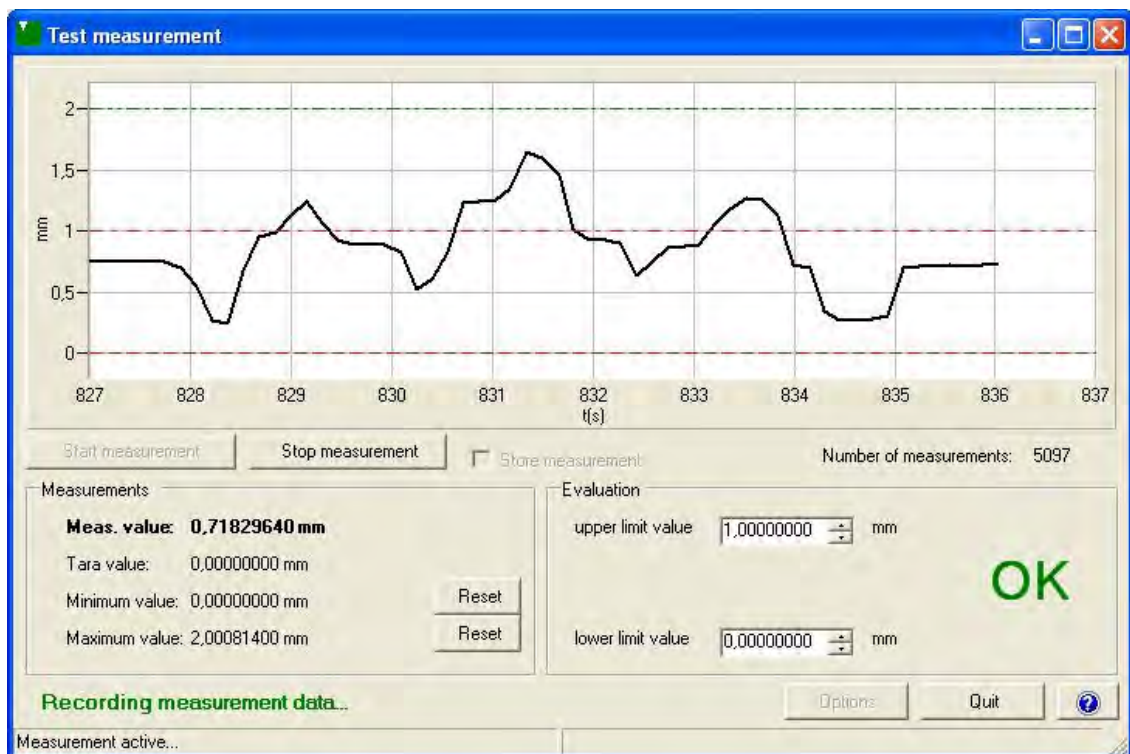 Test measurement
2
1,5
1
0,5
0
mm
827 828 829 830 831 832 833 834 835 836 837
t(s)
Start measurement Stop measurement Store measurement Number of measurements: 5097
Measurements Evaluation
Meas. value: 0,71829640 mm upper limit value 1,00000000 mm
Tara value: 0,00000000 mm
OK
Minimum value: 0,00000000 mm Reset
Maximum value: 2,00081400 mm Reset lower limit value 0,00000000 mm
Recording measurement data... Options Quit ?
Measurement active...